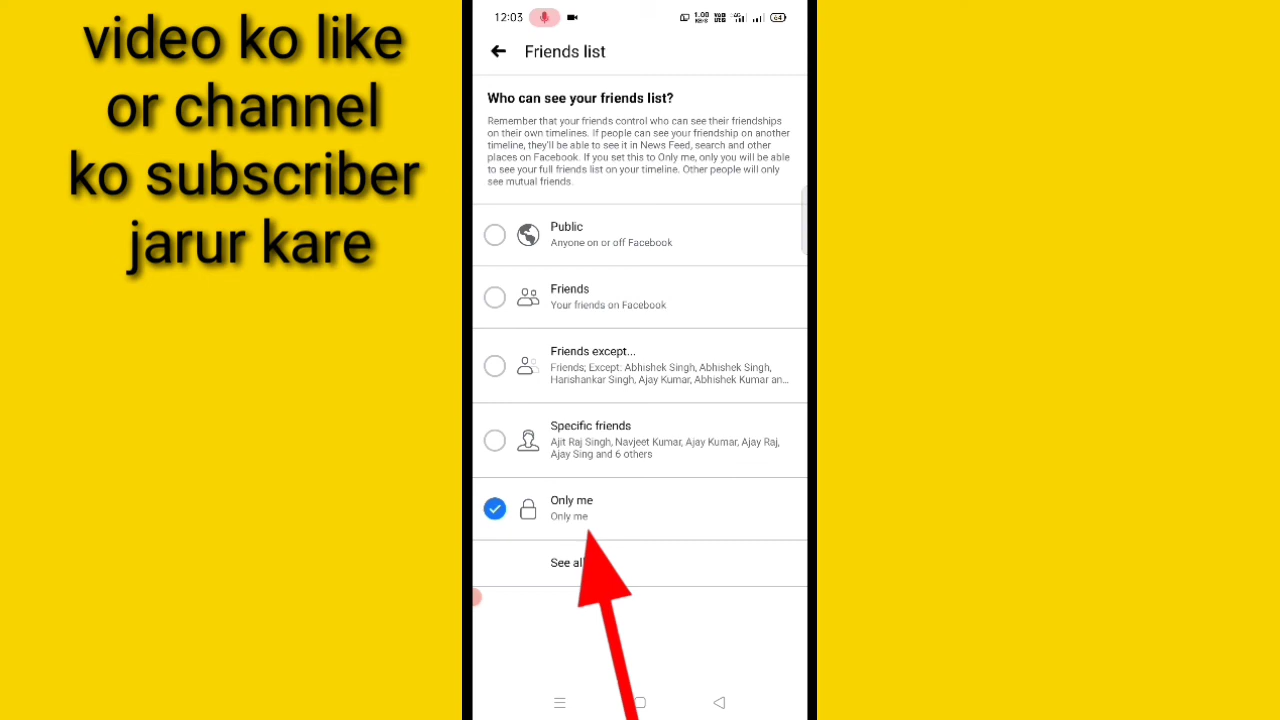 video ko like
or channel
ko subscriber
jarur kare
12:03
64
Friends list
Who can see your friends list?
Remember that your friends control who can see their friendships
on their own timelines. If people can see your friendship on another
timeline, they'll be able to see it in News Feed, search and other
places on Facebook. If you set this to Only me, only you will be able
to see your full friends list on your timeline. Other people will only
see mutual friends.
Public
Anyone on or off Facebook
Friends
Your friends on Facebook
Friends except...
Friends; Except: Abhishek Singh, Abhishek Singh,
Harishankar Singh, Ajay Kumar, Abhishek Kumar an...
Specific friends
Ajit Raj Singh, Navjeet Kumar, Ajay Kumar, Ajay Raj,
Ajay Sing and 6 others
Only me
Only me
See all